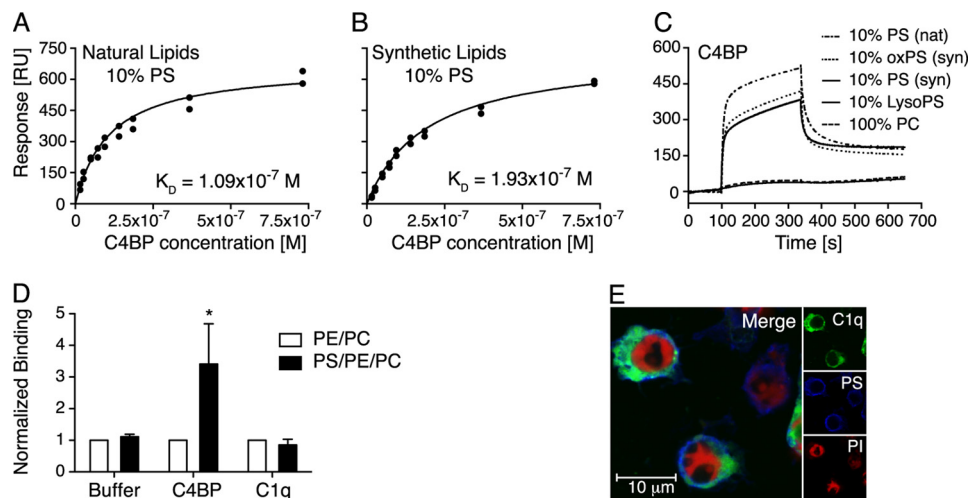 A
Natural Lipids
10% PS
Response [RU]
750
600
450
300
150
0
K_D = 1.09x10⁻⁷ M
0 2.5x10⁻⁷ 5x10⁻⁷ 7.5x10⁻⁷
C4BP concentration [M]
B
Synthetic Lipids
10% PS
K_D = 1.93x10⁻⁷ M
0 2.5x10⁻⁷ 5x10⁻⁷ 7.5x10⁻⁷
C4BP concentration [M]
C
C4BP
600
450
300
150
0
10% PS (nat)
10% oxPS (syn)
10% PS (syn)
10% LysoPS
100% PC
0 100 200 300 400 500 600 700
Time [s]
D
Normalized Binding
5
4
3
2
1
0
*
PE/PC
PS/PE/PC
Buffer C4BP C1q
E
Merge
10 µm
C1q
PS
PI